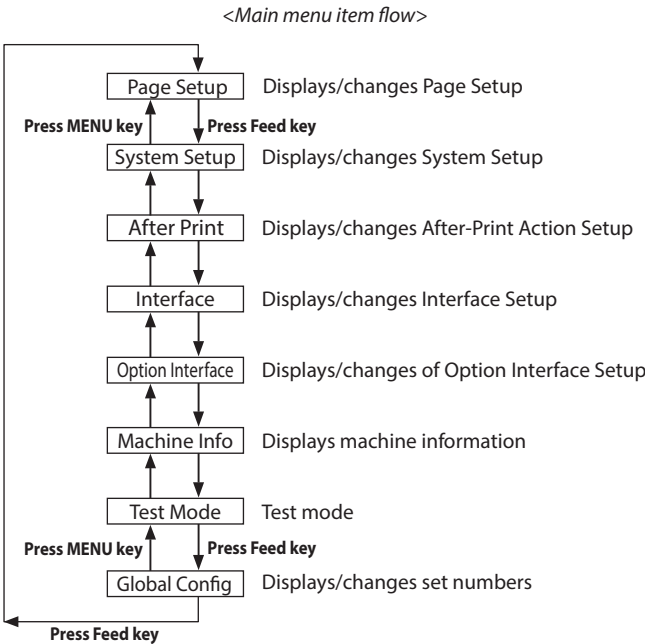 <Main menu item flow>
Page Setup Displays/changes Page Setup
Press MENU key Press Feed key
System Setup Displays/changes System Setup
After Print Displays/changes After-Print Action Setup
Interface Displays/changes Interface Setup
Option Interface Displays/changes of Option Interface Setup
Machine Info Displays machine information
Test Mode Test mode
Press MENU key Press Feed key
Global Config Displays/changes set numbers
Press Feed key